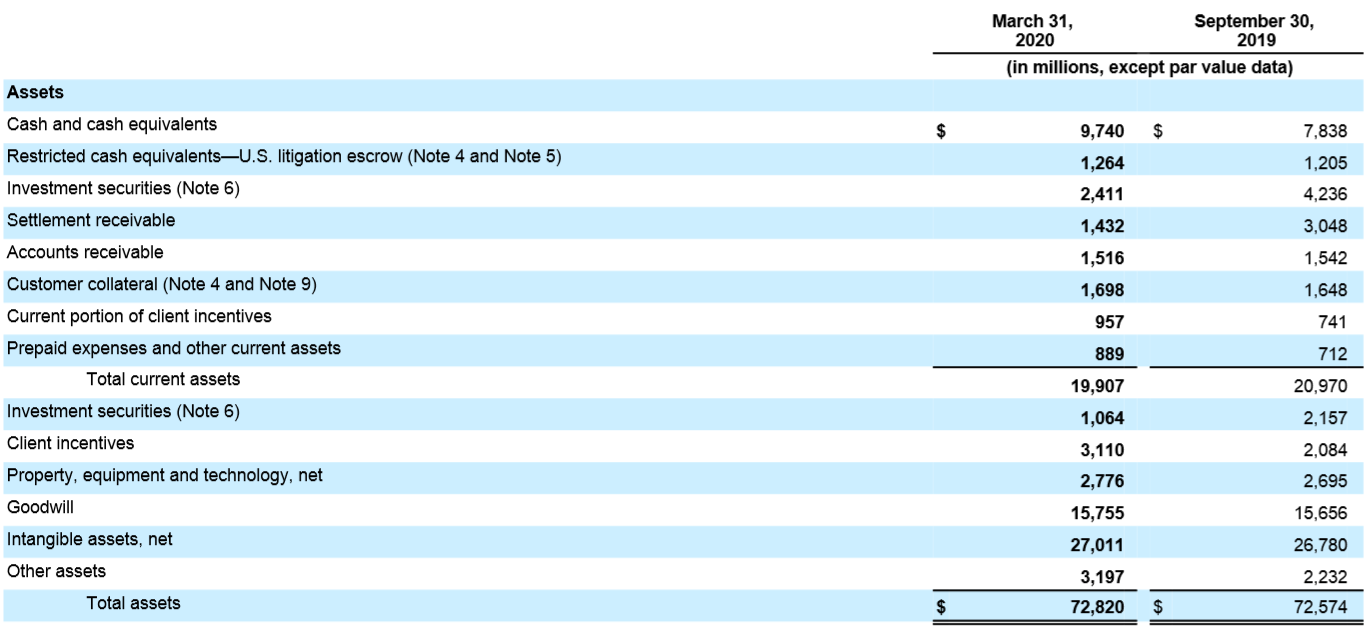 March 31, September 30,
2020 2019
(in millions, except par value data)
Assets
Cash and cash equivalents $ 9,740 $ 7,838
Restricted cash equivalents—U.S. litigation escrow (Note 4 and Note 5) 1,264 1,205
Investment securities (Note 6) 2,411 4,236
Settlement receivable 1,432 3,048
Accounts receivable 1,516 1,542
Customer collateral (Note 4 and Note 9) 1,698 1,648
Current portion of client incentives 957 741
Prepaid expenses and other current assets 889 712
Total current assets 19,907 20,970
Investment securities (Note 6) 1,064 2,157
Client incentives 3,110 2,084
Property, equipment and technology, net 2,776 2,695
Goodwill 15,755 15,656
Intangible assets, net 27,011 26,780
Other assets 3,197 2,232
Total assets $ 72,820 $ 72,574